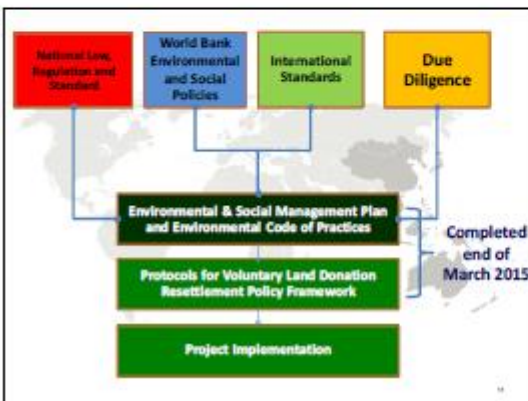 National Law,
Regulation and
Standard
World Bank
Environmental
and Social
Policies
International
Standards
Due
Diligence
Environmental & Social Management Plan
and Environmental Code of Practices
Completed
end of
March 2015
Protocols for Voluntary Land Donation
Resettlement Policy Framework
Project Implementation